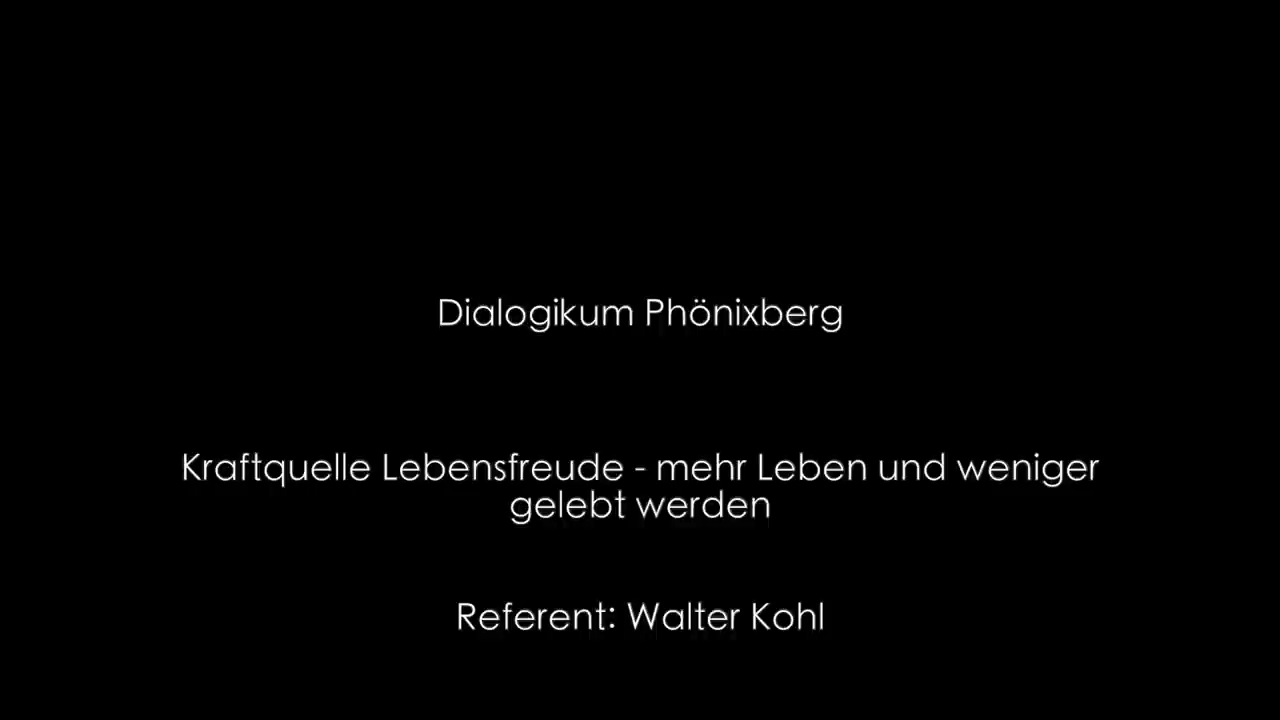 Dialogikum Phönixberg
Kraftquelle Lebensfreude - mehr Leben und weniger
gelebt werden
Referent: Walter Kohl